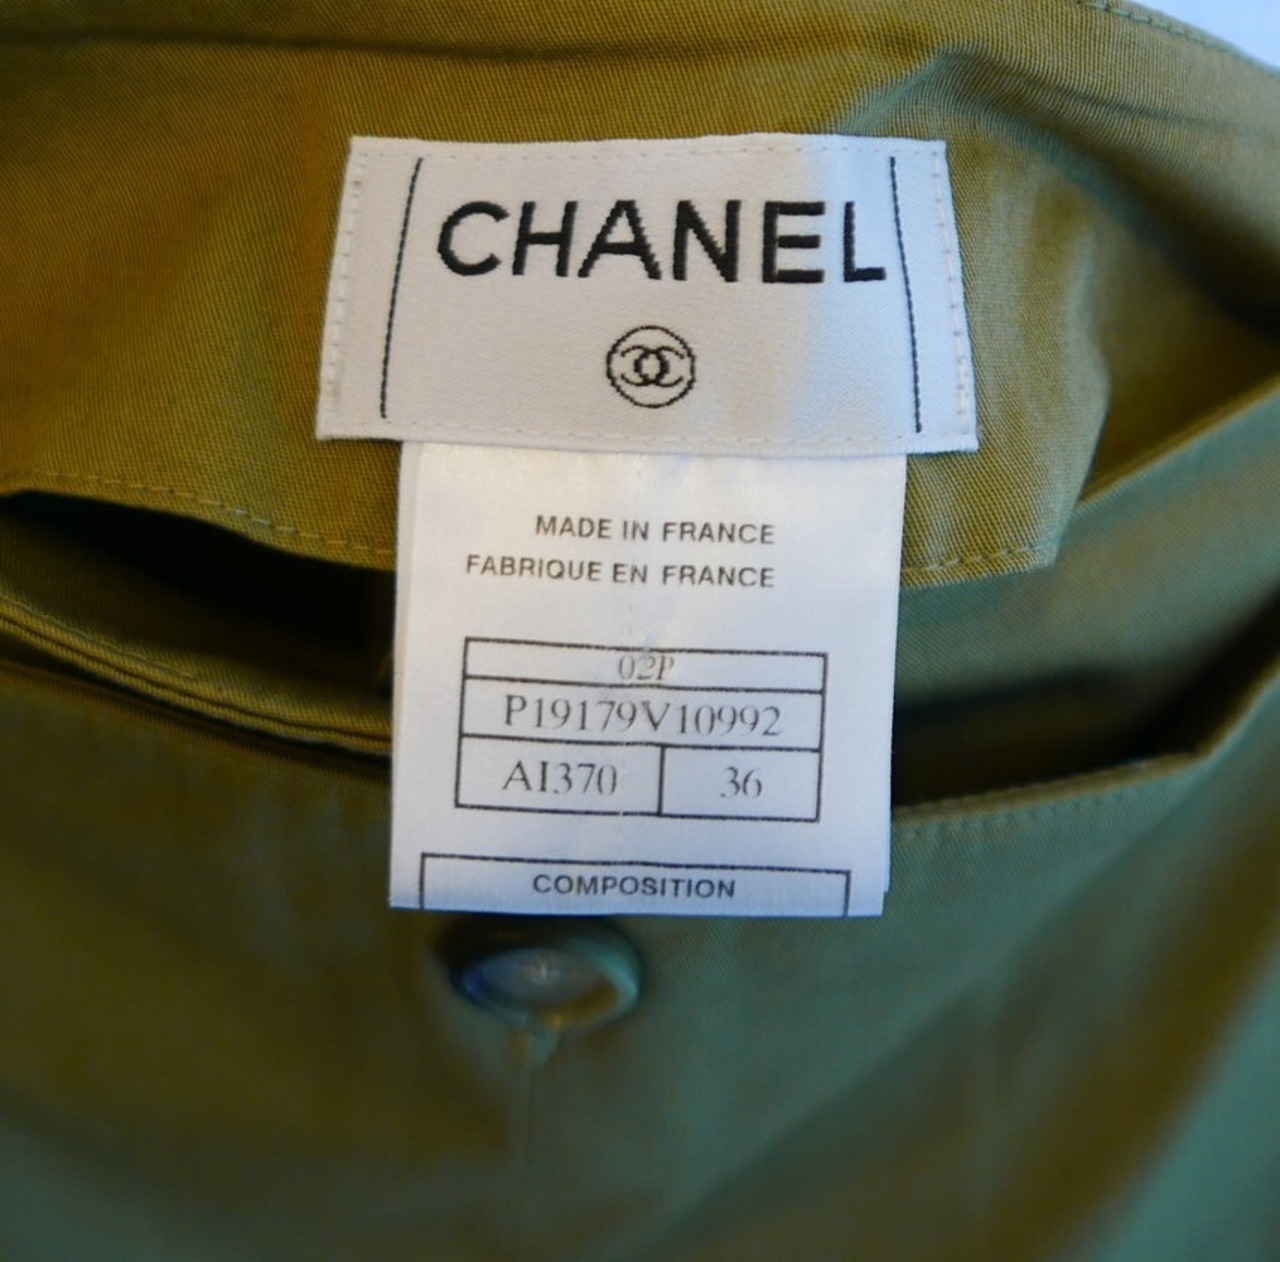 CHANEL
MADE IN FRANCE
FABRIQUE EN FRANCE
02P
P19179V10992
AI370 36
COMPOSITION